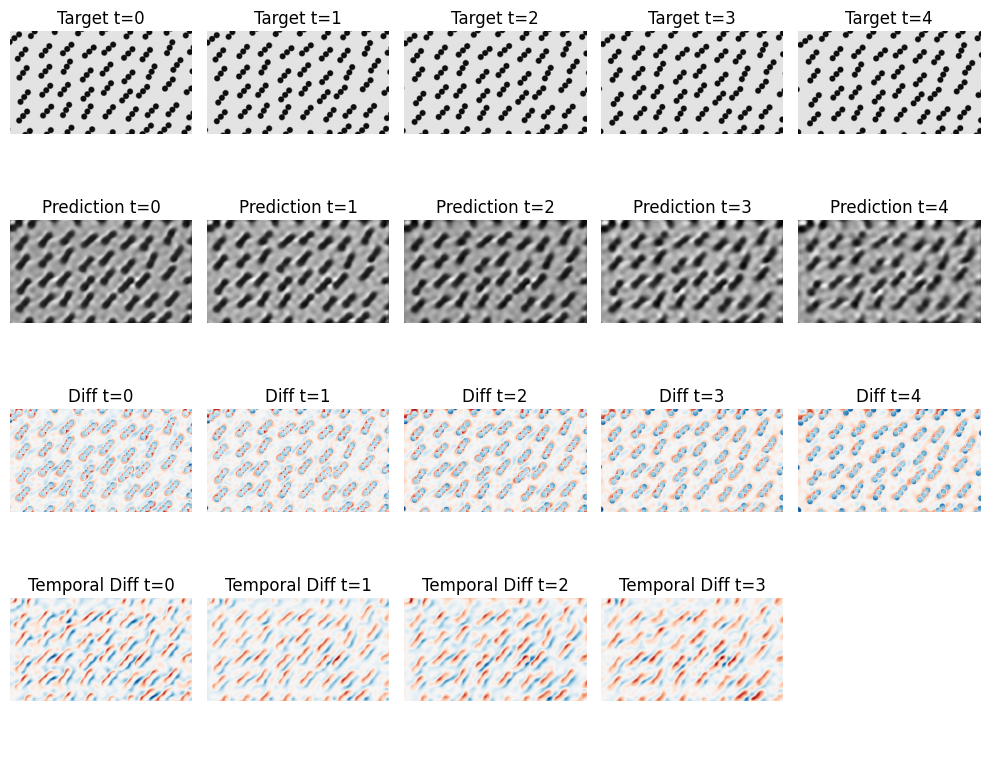 Target t=0 Target t=1 Target t=2 Target t=3 Target t=4
Prediction t=0 Prediction t=1 Prediction t=2 Prediction t=3 Prediction t=4
Diff t=0 Diff t=1 Diff t=2 Diff t=3 Diff t=4
Temporal Diff t=0 Temporal Diff t=1 Temporal Diff t=2 Temporal Diff t=3